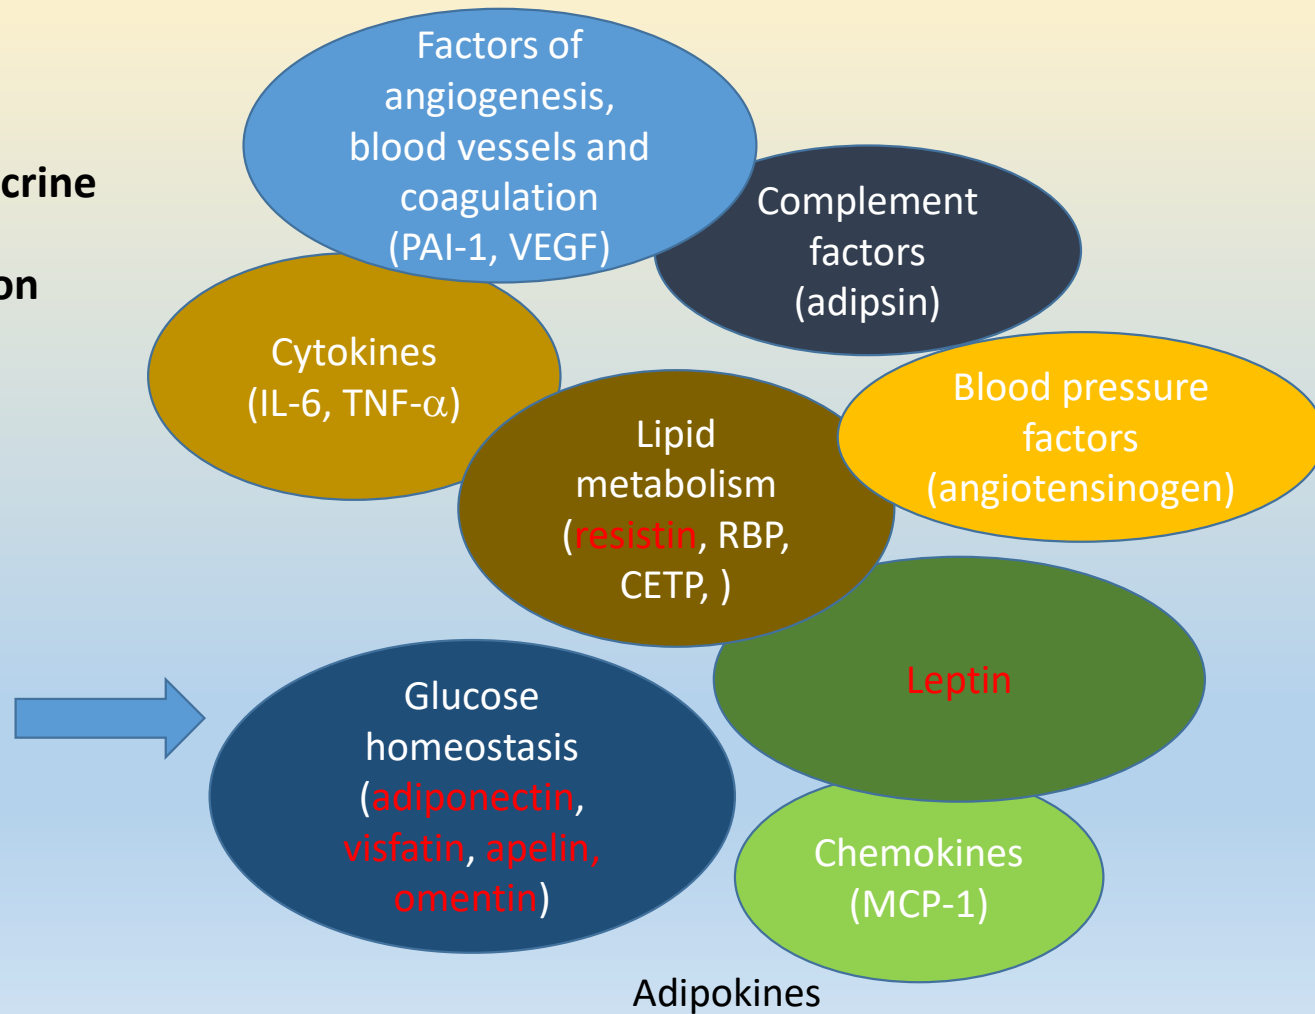 Factors of
angiogenesis,
blood vessels and
coagulation
(PAI-1, VEGF)
crine
on
Complement
factors
(adipsin)
Cytokines
(IL-6, TNF-α)
Blood pressure
factors
(angiotensinogen)
Lipid
metabolism
(resistin, RBP,
CETP, )
Leptin
Glucose
homeostasis
(adiponectin,
visfatin, apelin,
omentin)
Chemokines
(MCP-1)
Adipokines